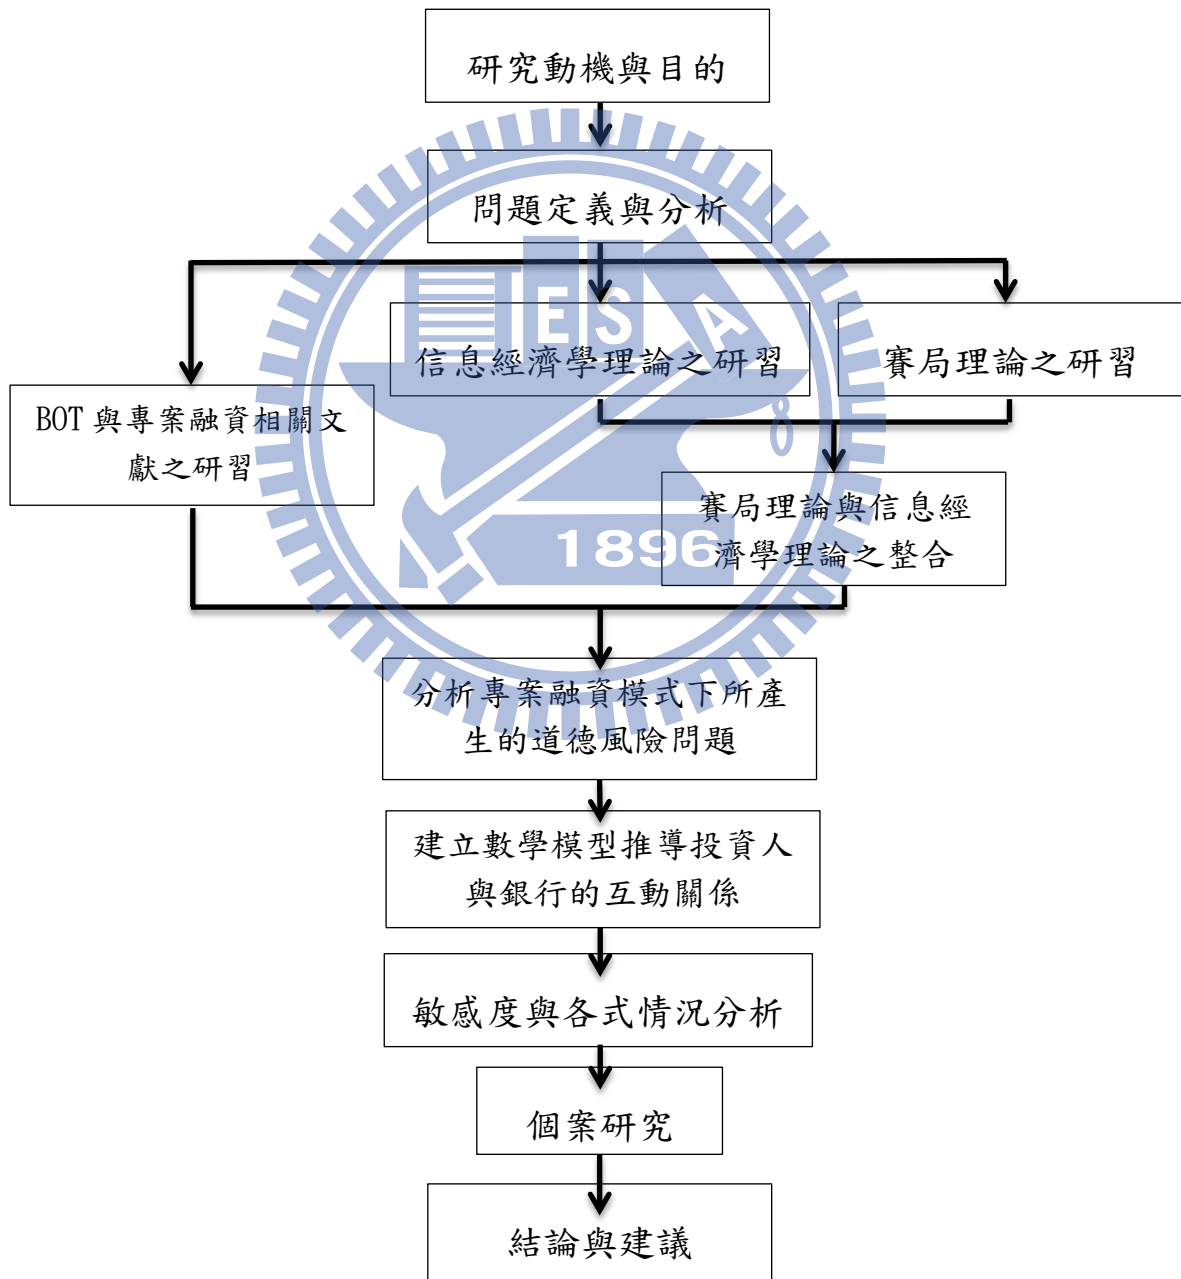 研究動機與目的
問題定義與分析
信息經濟學理論之研習
賽局理論之研習
BOT 與專案融資相關文
獻之研習
賽局理論與信息經
濟學理論之整合
分析專案融資模式下所產
生的道德風險問題
建立數學模型推導投資人
與銀行的互動關係
敏感度與各式情況分析
個案研究
結論與建議
ESA
1896